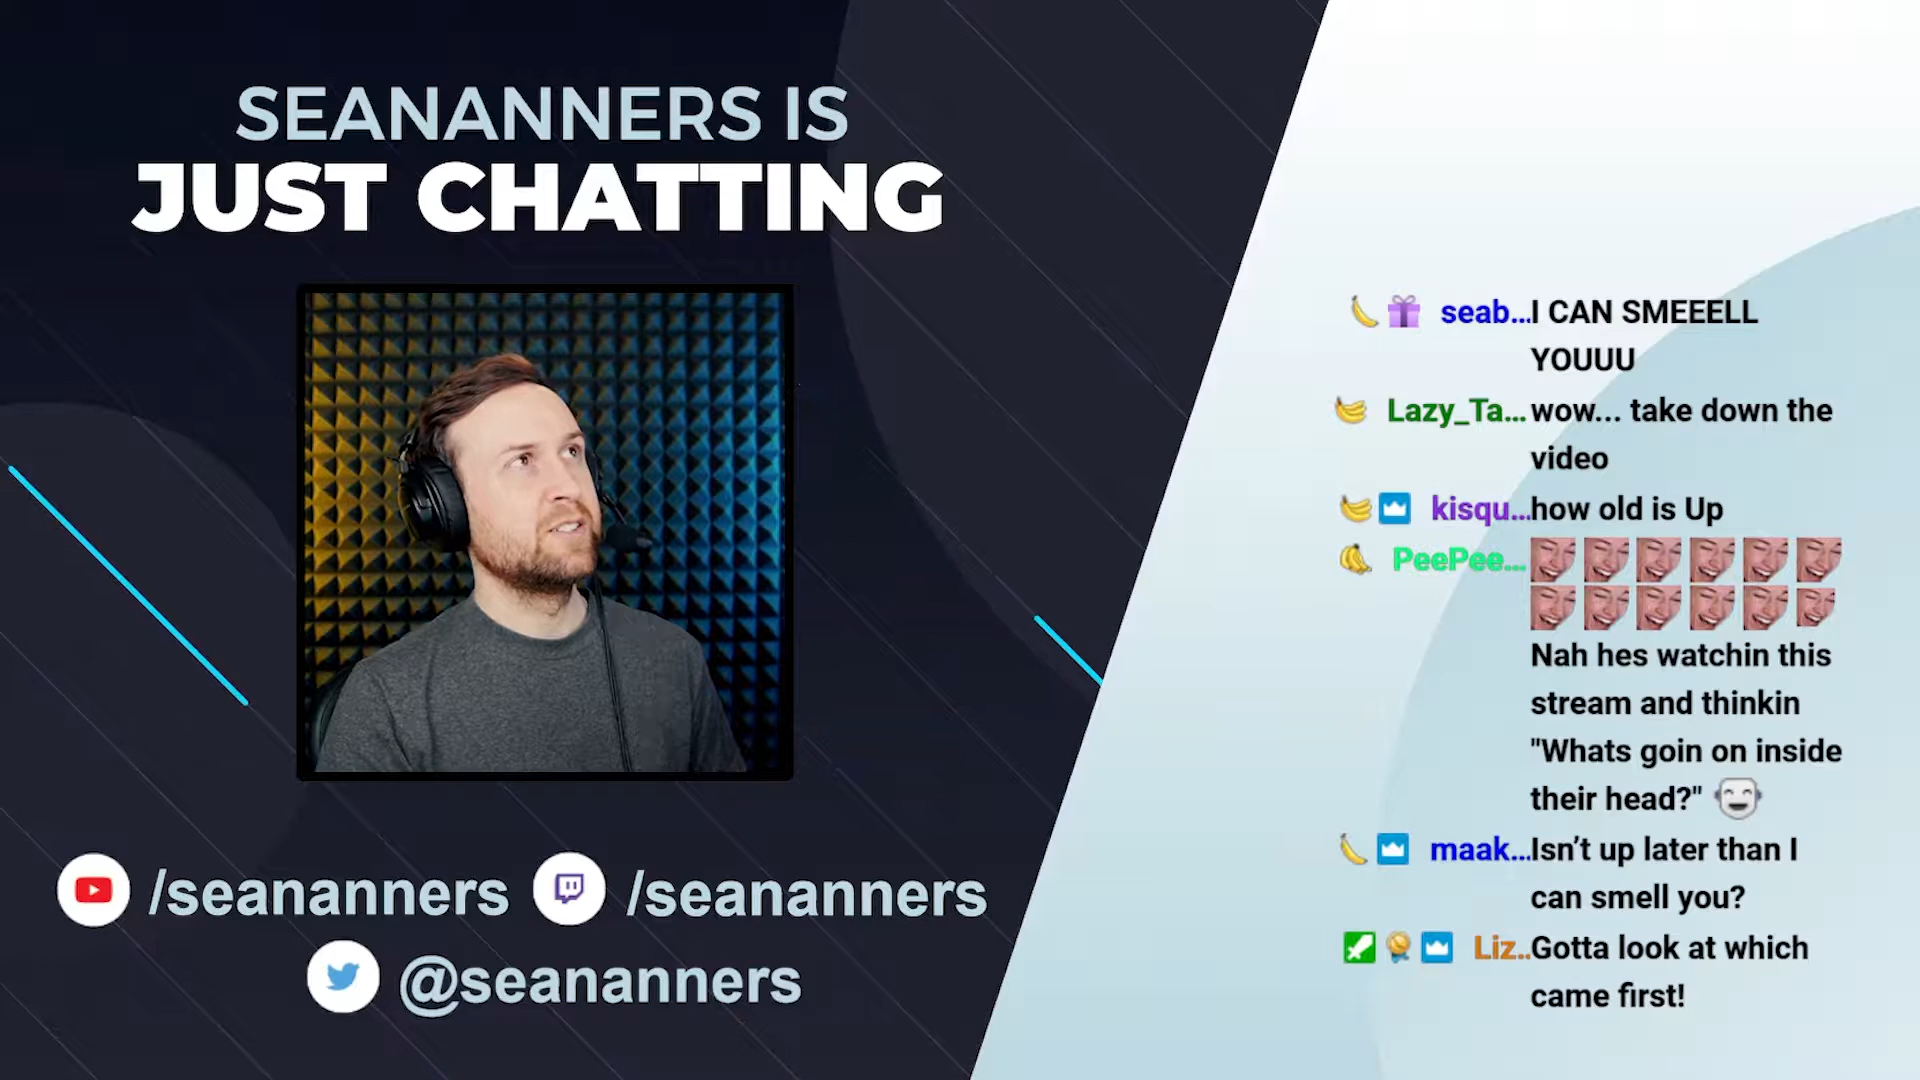 SEANANNERS IS
JUST CHATTING
/seananners
/seananners
@seananners
seab...I CAN SMEEELL
YOUUU
Lazy_Ta...wow... take down the
video
kisqu...how old is Up
PeePee...
Nah hes watchin this
stream and thinkin
"Whats goin on inside
their head?"
maak...Isn’t up later than I
can smell you?
Liz..Gotta look at which
came first!